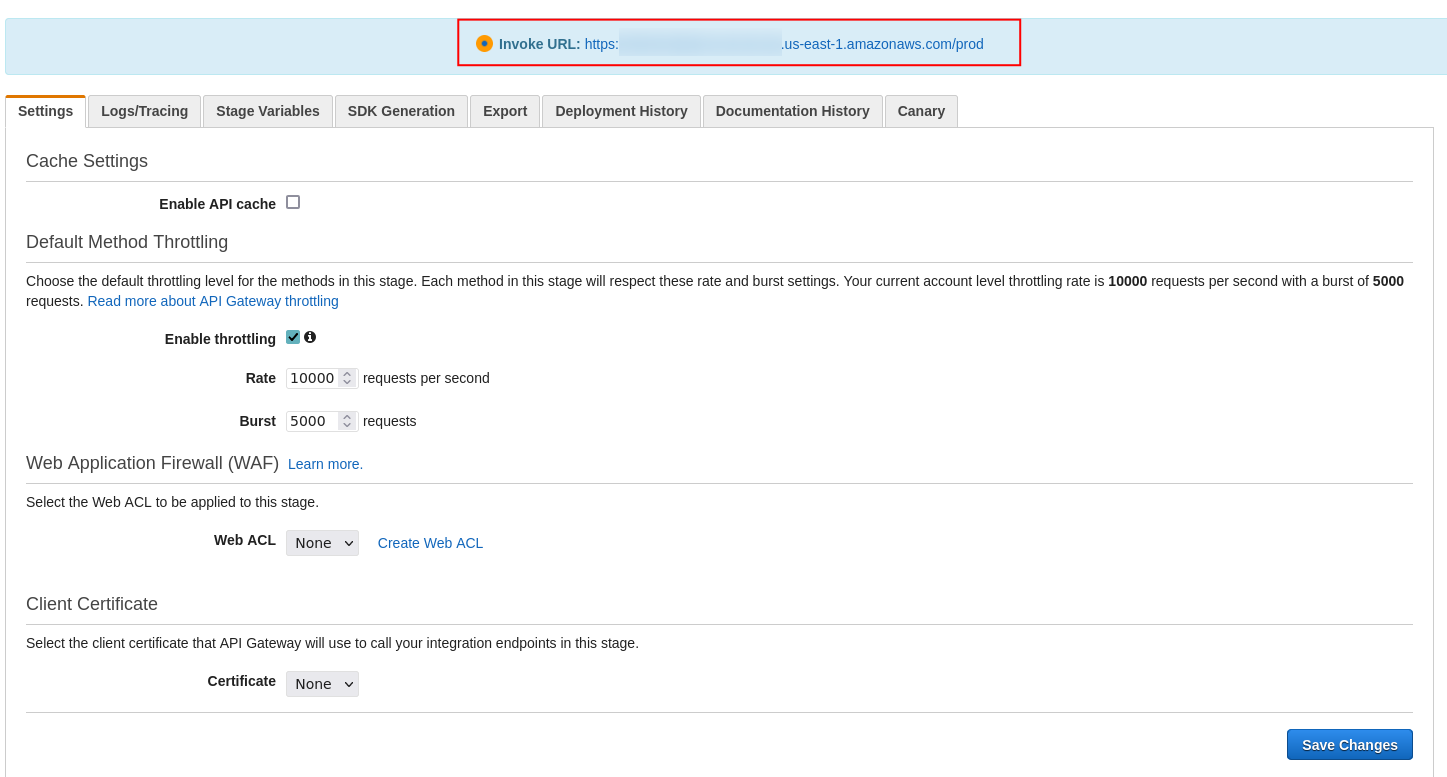 Invoke URL: https: .us-east-1.amazonaws.com/prod
Settings Logs/Tracing Stage Variables SDK Generation Export Deployment History Documentation History Canary
Cache Settings
Enable API cache
Default Method Throttling
Choose the default throttling level for the methods in this stage. Each method in this stage will respect these rate and burst settings. Your current account level throttling rate is 10000 requests per second with a burst of 5000
requests. Read more about API Gateway throttling
Enable throttling
Rate 10000 requests per second
Burst 5000 requests
Web Application Firewall (WAF) Learn more.
Select the Web ACL to be applied to this stage.
Web ACL None Create Web ACL
Client Certificate
Select the client certificate that API Gateway will use to call your integration endpoints in this stage.
Certificate None
Save Changes